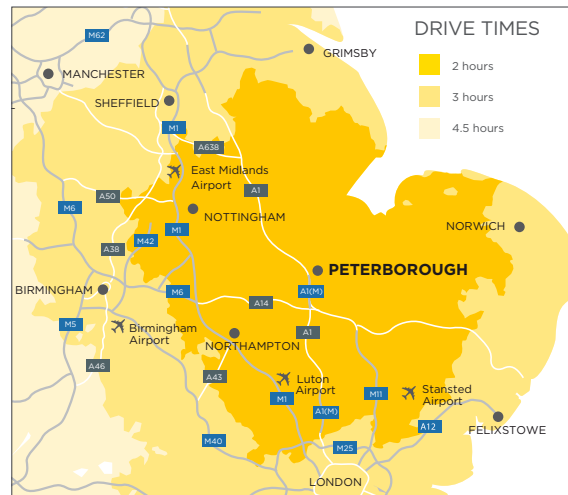 DRIVE TIMES
2 hours
3 hours
4.5 hours
M62
GRIMSBY
MANCHESTER
SHEFFIELD
M1
A638
East Midlands
Airport
A1
A50
M6
NOTTINGHAM
NORWICH
M1
M42
A38
PETERBOROUGH
BIRMINGHAM
M6
A1(M)
A14
M5
Birmingham
Airport
NORTHAMPTON
A1
A46
A43
Luton
Airport
M1
M11
Stansted
Airport
A1(M)
A12
FELIXSTOWE
M40
M25
LONDON